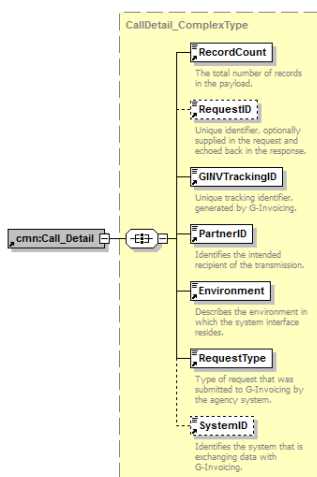 CallDetail_ComplexType
RecordCount
The total number of records
in the payload.
RequestID
Unique identifier, optionally
supplied in the request and
echoed back in the response.
GINVTrackingID
Unique tracking identifier,
generated by G-Invoicing.
cmn:Call_Detail
PartnerID
Identifies the intended
recipient of the transmission.
Environment
Describes the environment in
which the system interface
resides.
RequestType
Type of request that was
submitted to G-Invoicing by
the agency system.
SystemID
Identifies the system that is
exchanging data with
G-Invoicing.